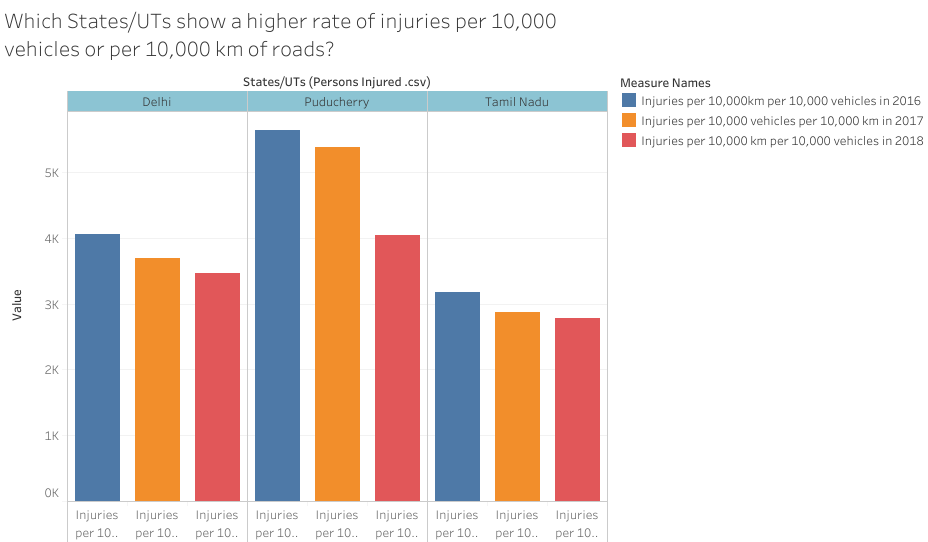 Which States/UTs show a higher rate of injuries per 10,000
vehicles or per 10,000 km of roads?
States/UTs (Persons Injured .csv)
Delhi
Puducherry
Tamil Nadu
Measure Names
Injuries per 10,000km per 10,000 vehicles in 2016
Injuries per 10,000 vehicles per 10,000 km in 2017
Injuries per 10,000 km per 10,000 vehicles in 2018
Value
5K
4K
3K
2K
1K
0K
Injuries
per 10..
Injuries
per 10..
Injuries
per 10..
Injuries
per 10..
Injuries
per 10..
Injuries
per 10..
Injuries
per 10..
Injuries
per 10..
Injuries
per 10..